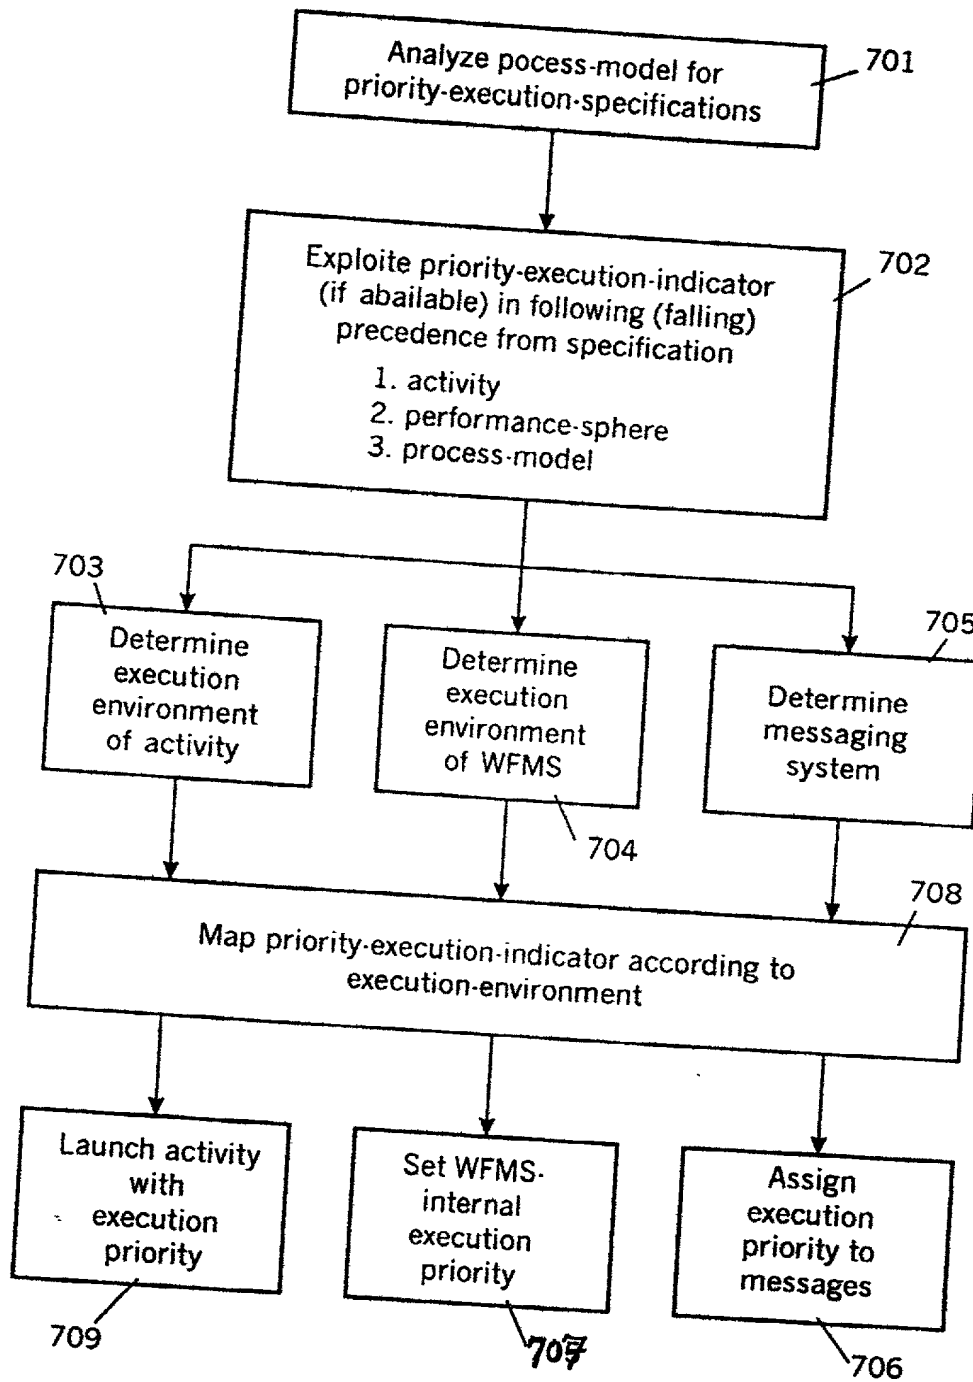 Analyze pocess-model for
priority-execution-specifications
701
Exploite priority-execution-indicator
(if abailable) in following (falling)
precedence from specification
1. activity
2. performance-sphere
3. process-model
702
703
Determine
execution
environment
of activity
Determine
execution
environment
of WFMS
704
705
Determine
messaging
system
708
Map priority-execution-indicator according to
execution-environment
Launch activity
with
execution
priority
709
Set WFMS-
internal
execution
priority
707
Assign
execution
priority to
messages
706